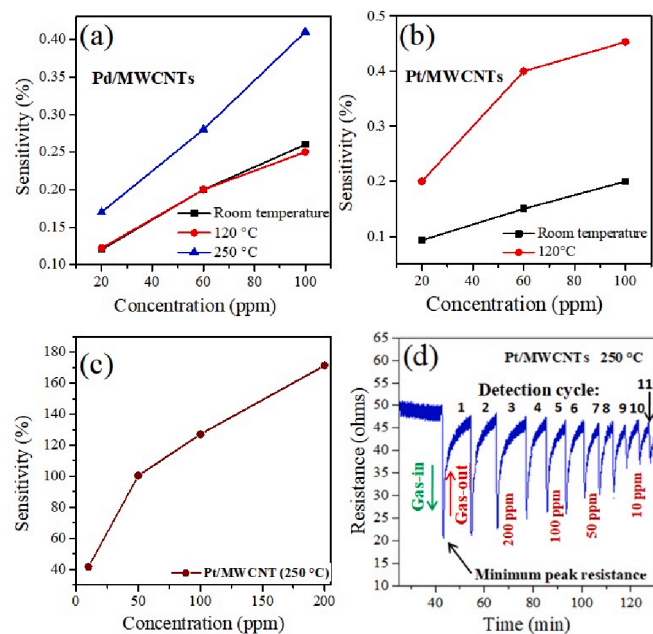 (a)
Pd/MWCNTs
Sensitivity (%)
0.40
0.35
0.30
0.25
0.20
0.15
0.10
Room temperature
120 °C
250 °C
20 40 60 80 100
Concentration (ppm)
(b)
Pt/MWCNTs
Sensitivity (%)
0.5
0.4
0.3
0.2
0.1
Room temperature
120°C
20 40 60 80 100
Concentration (ppm)
(c)
Sensitivity (%)
180
160
140
120
100
80
60
40
Pt/MWCNT (250 °C)
0 50 100 150 200
Concentration (ppm)
(d)
Pt/MWCNTs 250 °C
Detection cycle:
11
1 2 3 4 5 6 7 8 9 10
Resistance (ohms)
65
60
55
50
45
40
35
30
25
20
15
10
Gas-in
Gas-out
200 ppm
100 ppm
50 ppm
10 ppm
Minimum peak resistance
40 60 80 100 120
Time (min)